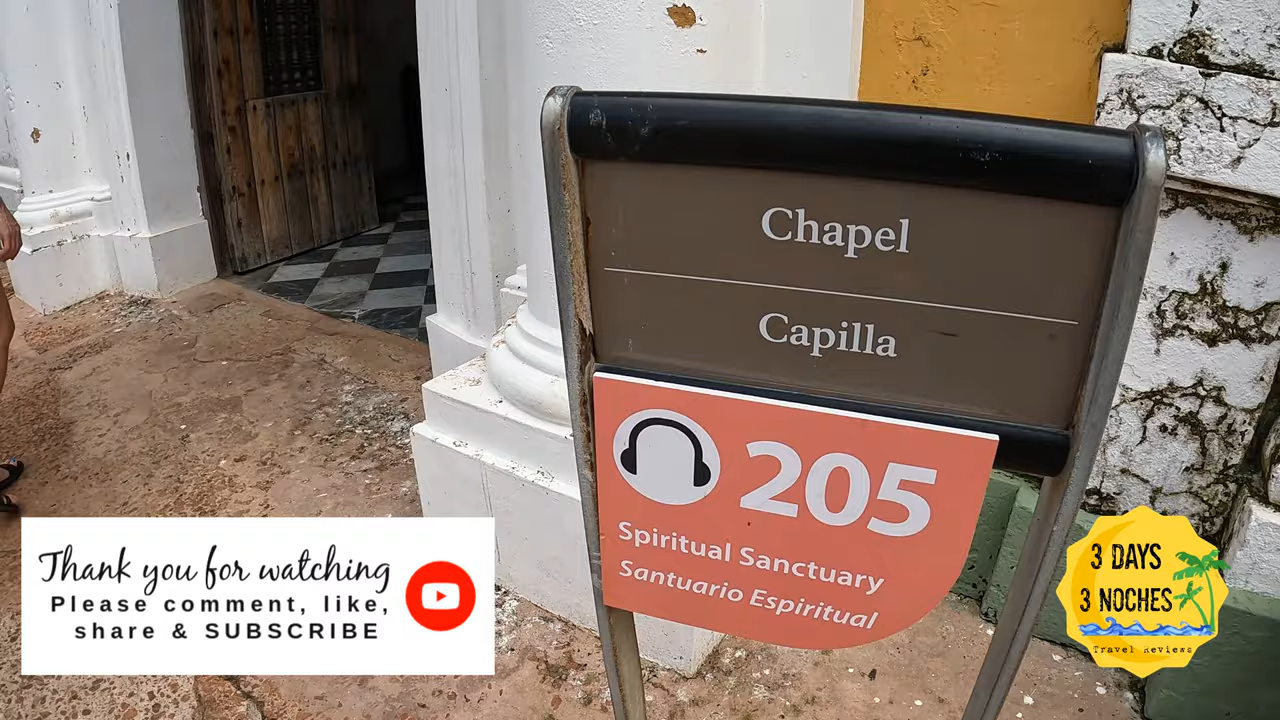 Chapel
Capilla
205
Spiritual Sanctuary
Santuario Espiritual
Thank you for watching
Please comment, like,
share & SUBSCRIBE
3 DAYS
3 NOCHES
Travel Reviews